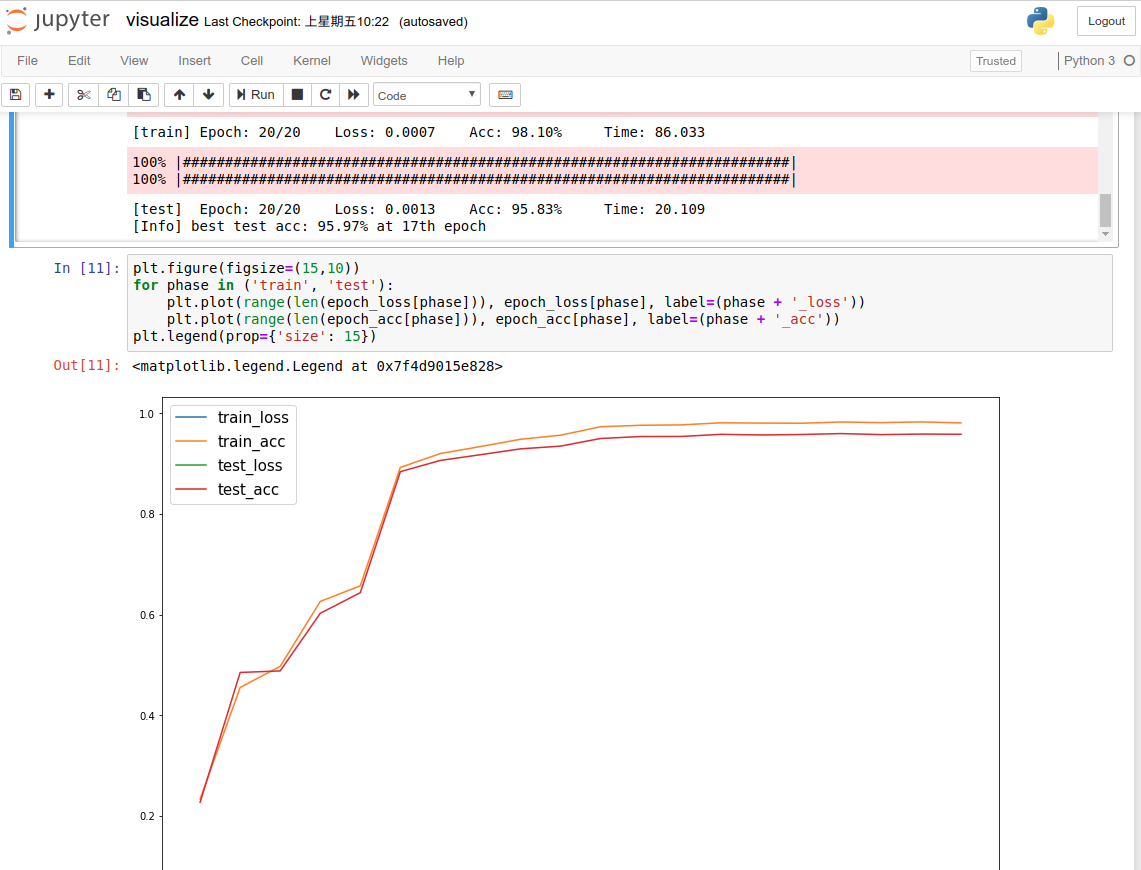 jupyter visualize Last Checkpoint: 上星期五10:22 (autosaved) Logout
File Edit View Insert Cell Kernel Widgets Help Trusted Python 3
Run Code
[train] Epoch: 20/20    Loss: 0.0007    Acc: 98.10%     Time: 86.033
100% |########################################################################|
100% |########################################################################|
[test]  Epoch: 20/20    Loss: 0.0013    Acc: 95.83%     Time: 20.109
[Info] best test acc: 95.97% at 17th epoch
In [11]: plt.figure(figsize=(15,10))
for phase in ('train', 'test'):
    plt.plot(range(len(epoch_loss[phase])), epoch_loss[phase], label=(phase + '_loss'))
    plt.plot(range(len(epoch_acc[phase])), epoch_acc[phase], label=(phase + '_acc'))
plt.legend(prop={'size': 15})
Out[11]: <matplotlib.legend.Legend at 0x7f4d9015e828>
1.0
train_loss
train_acc
test_loss
test_acc
0.8
0.6
0.4
0.2